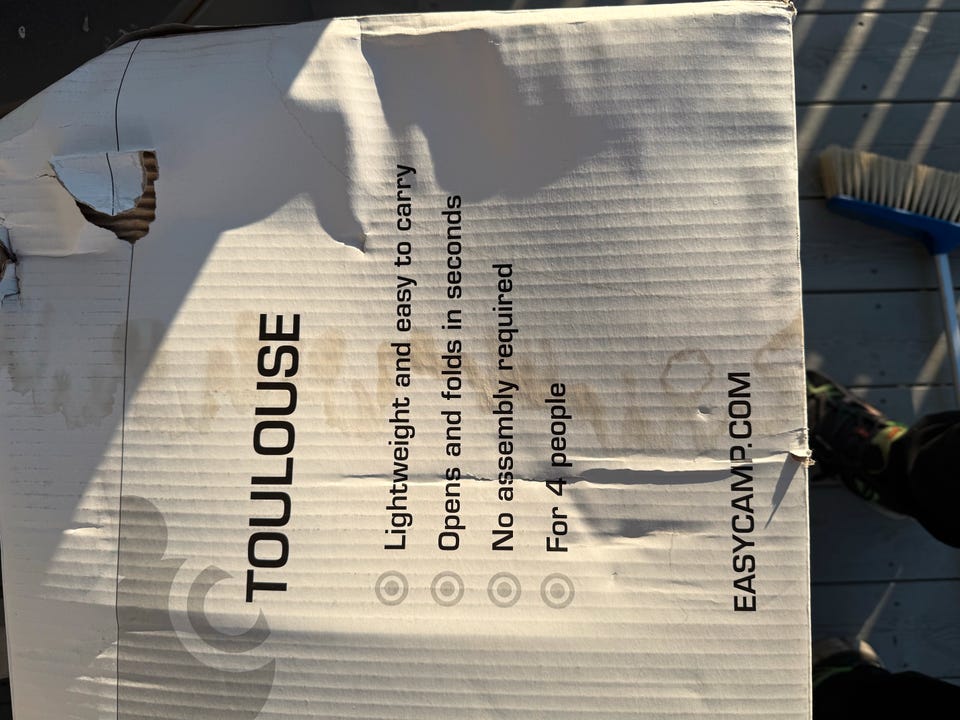 TOULOUSE
Lightweight and easy to carry
Opens and folds in seconds
No assembly required
For 4 people
EASYCAMP.COM